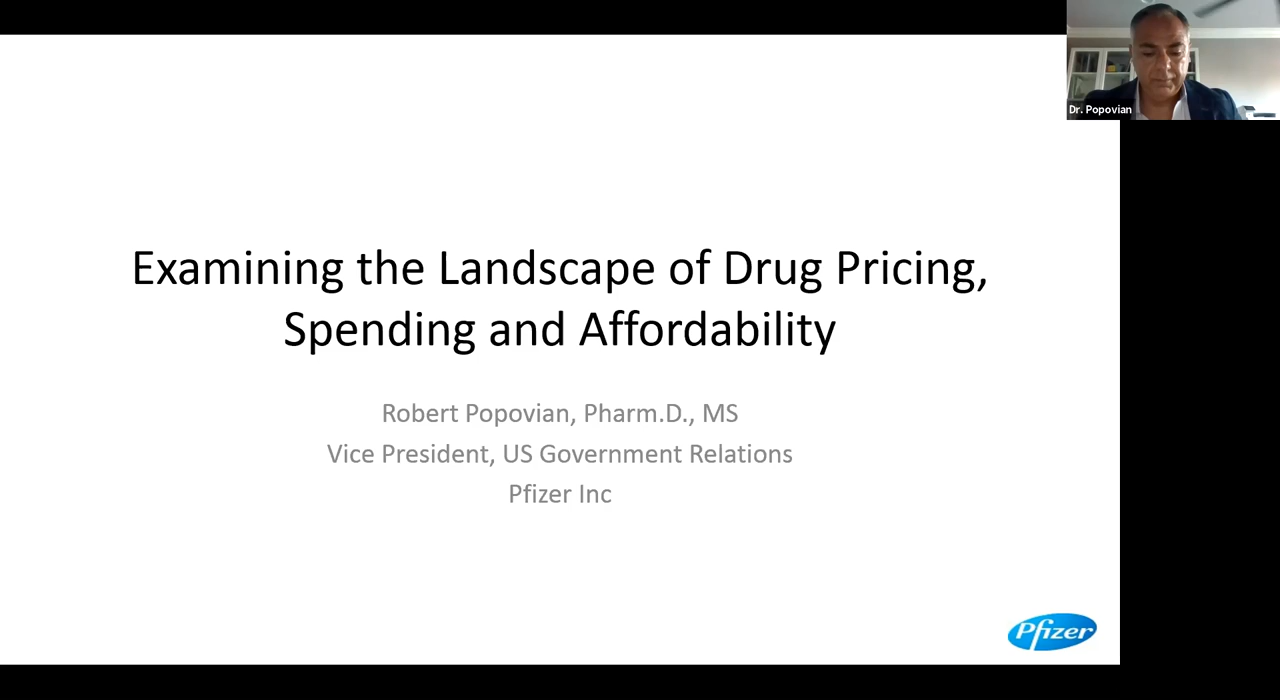 Dr. Popovian
Examining the Landscape of Drug Pricing,
Spending and Affordability
Robert Popovian, Pharm.D., MS
Vice President, US Government Relations
Pfizer Inc
Pfizer